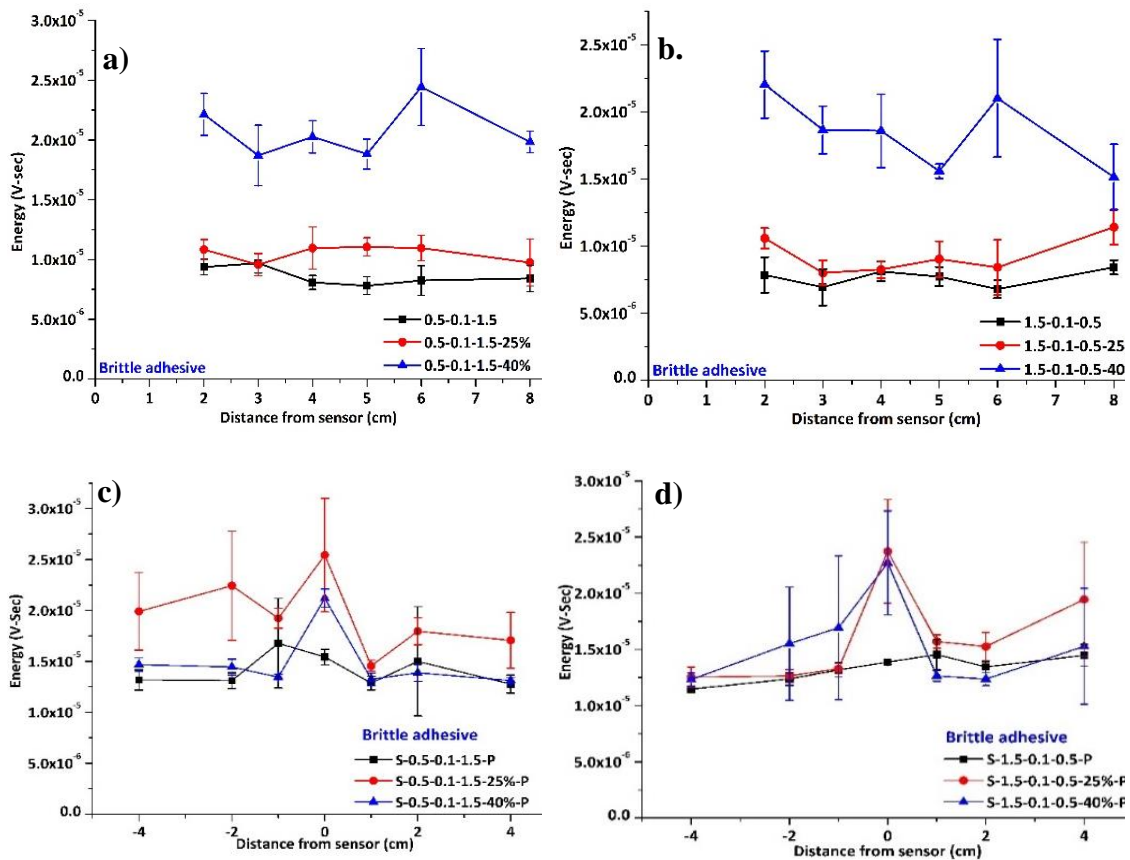 a)
3.0x10^-5
2.5x10^-5
2.0x10^-5
1.5x10^-5
1.0x10^-5
5.0x10^-6
0.0
Energy (V-sec)
0.5-0.1-1.5
0.5-0.1-1.5-25%
0.5-0.1-1.5-40%
Brittle adhesive
0 1 2 3 4 5 6 7 8
Distance from sensor (cm)
b.
2.5x10^-5
2.0x10^-5
1.5x10^-5
1.0x10^-5
5.0x10^-6
0.0
Energy (V-sec)
1.5-0.1-0.5
1.5-0.1-0.5-25
1.5-0.1-0.5-40
Brittle adhesive
0 1 2 3 4 5 6 7 8
Distance from sensor (cm)
c)
3.0x10^-5
2.5x10^-5
2.0x10^-5
1.5x10^-5
1.0x10^-5
5.0x10^-6
0.0
Energy (V-Sec)
Brittle adhesive
S-0.5-0.1-1.5-P
S-0.5-0.1-1.5-25%-P
S-0.5-0.1-1.5-40%-P
-4 -2 0 2 4
Distance from sensor (cm)
d)
3.0x10^-5
2.5x10^-5
2.0x10^-5
1.5x10^-5
1.0x10^-5
5.0x10^-6
0.0
Energy (V-Sec)
Brittle adhesive
S-1.5-0.1-0.5-P
S-1.5-0.1-0.5-25%-P
S-1.5-0.1-0.5-40%-P
-4 -2 0 2 4
Distance from sensor (cm)